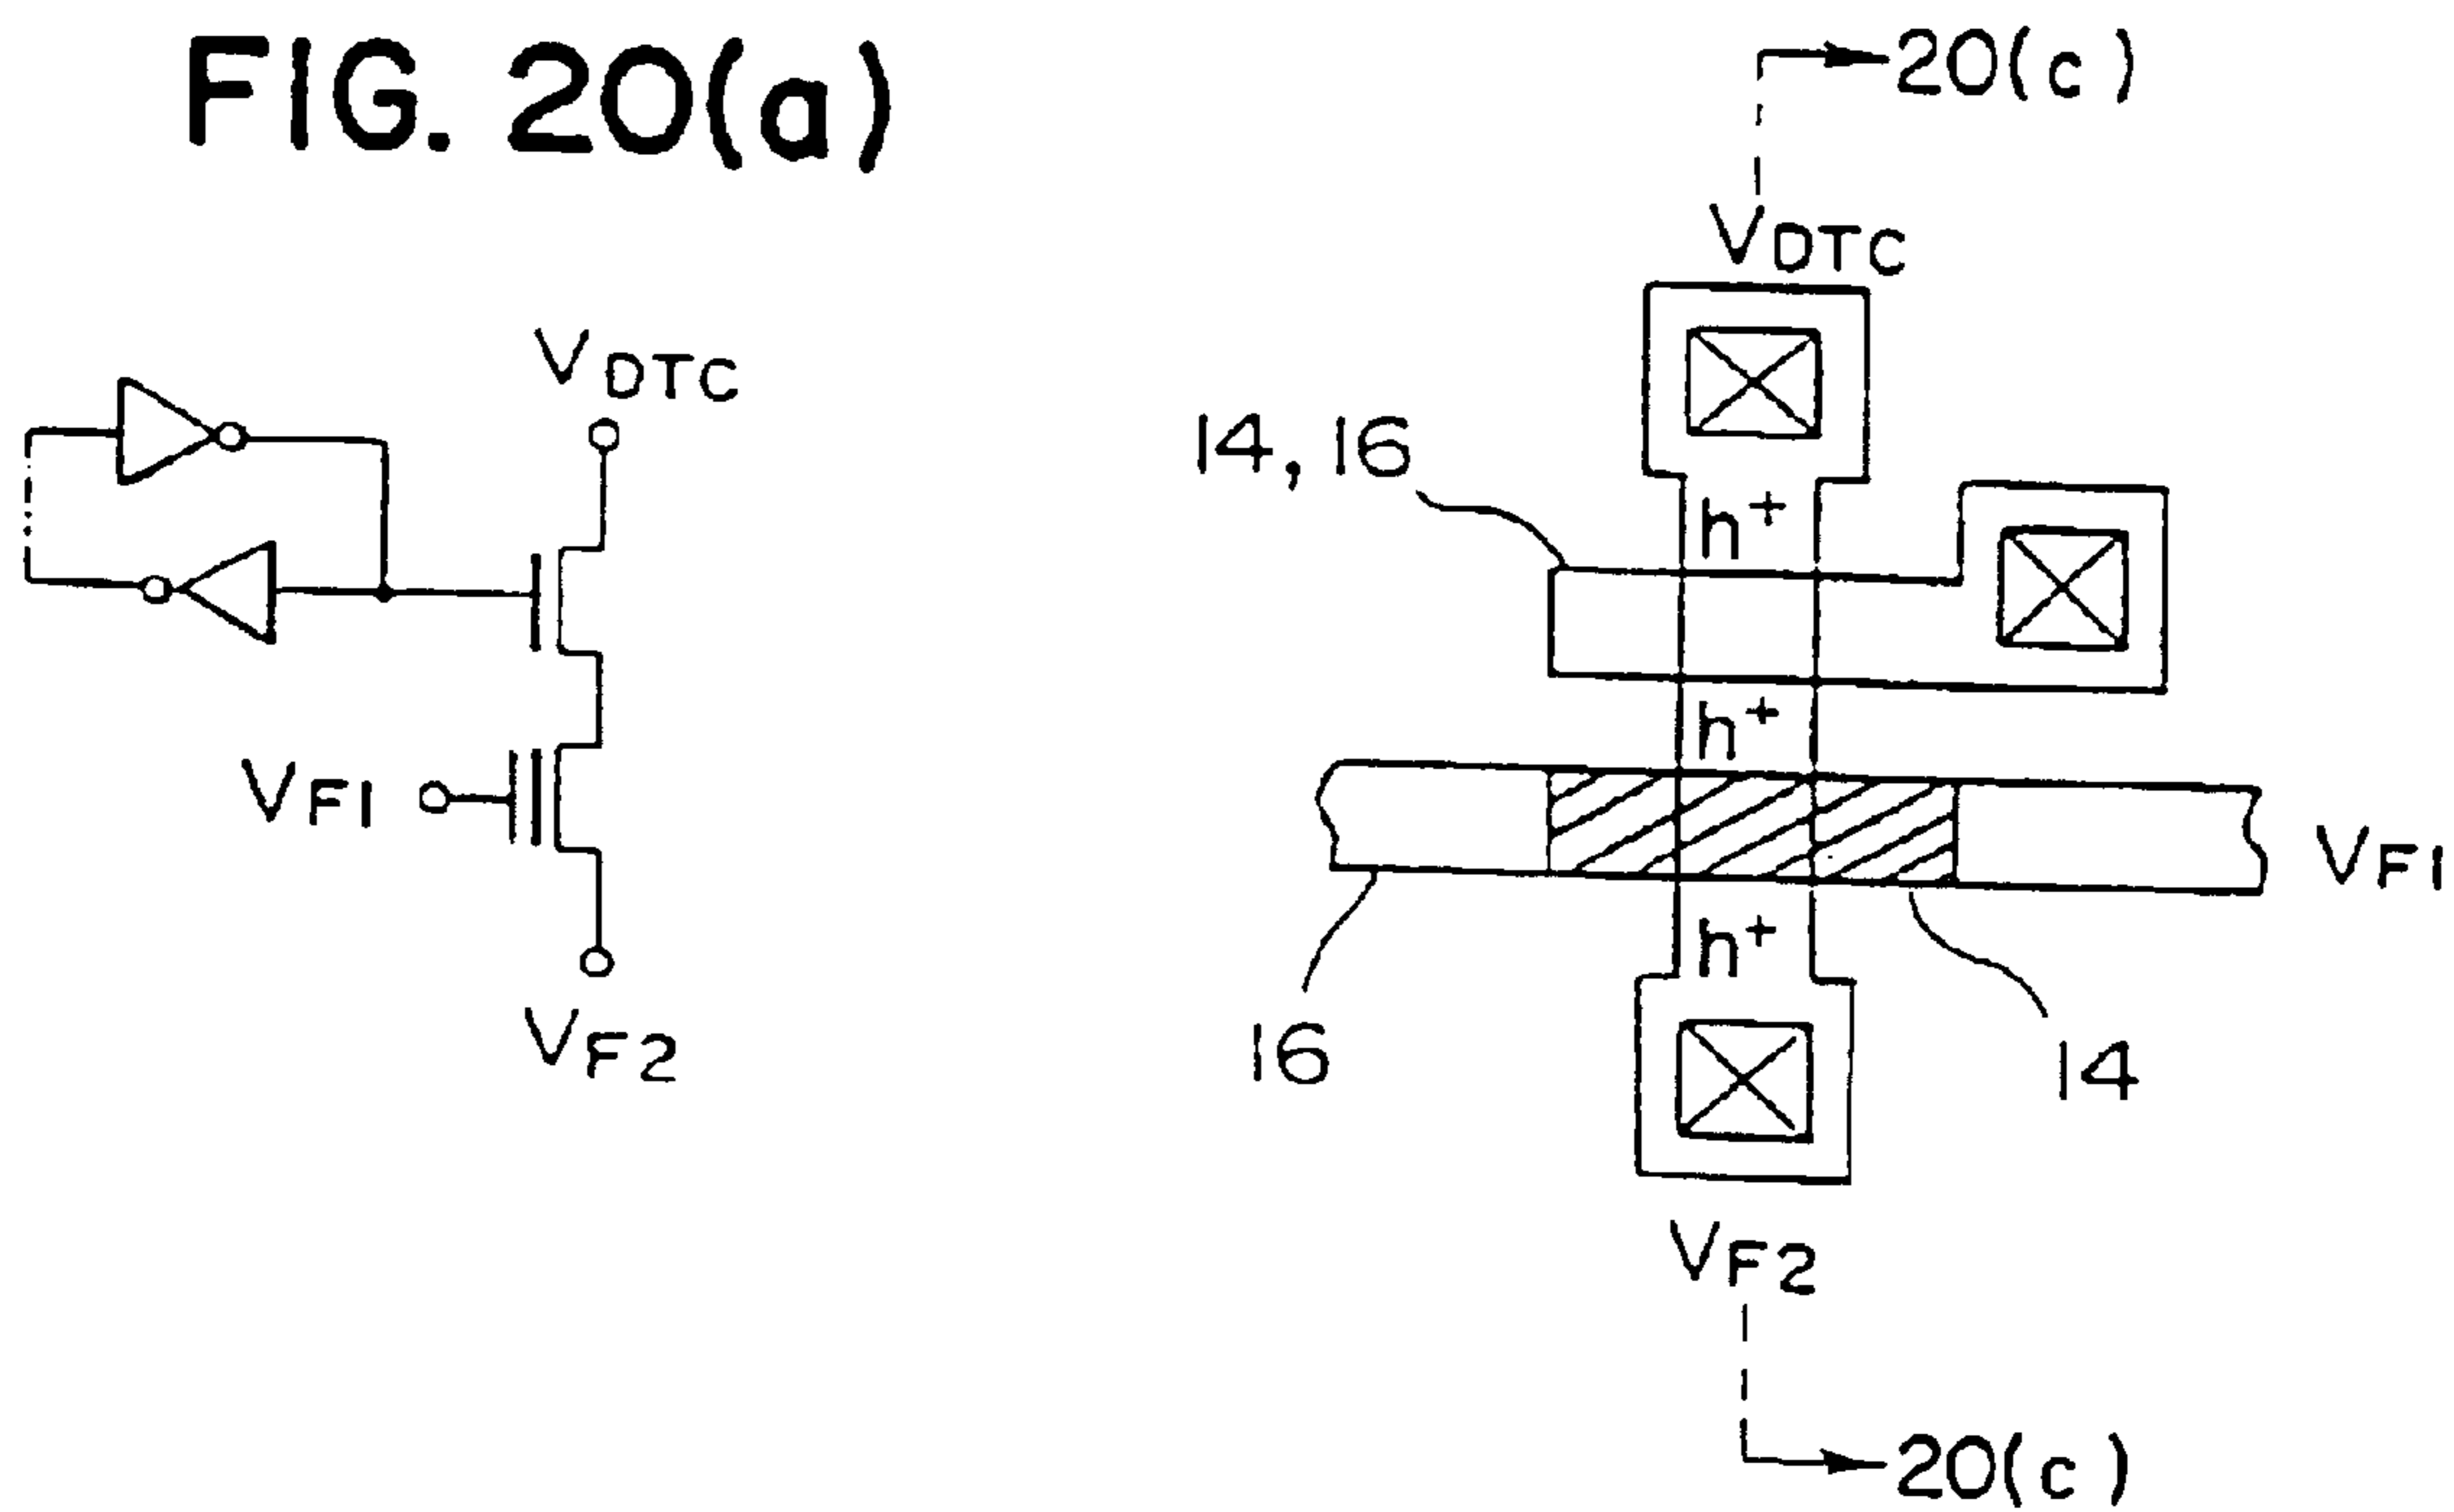 FIG. 20(a)
VDTC
VF1
VF2
20(c)
VDTC
14, 16
h+
h+
VF1
h+
16
14
VF2
20(c)